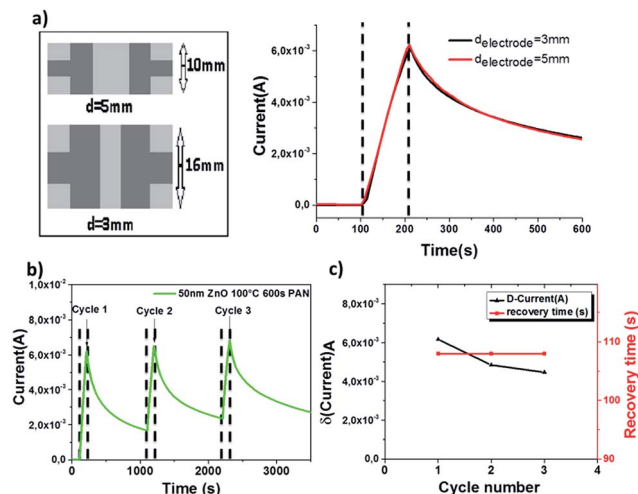 a)
10mm
d=5mm
16mm
d=3mm
d electrode=3mm
d electrode=5mm
Current(A)
6,0x10⁻³
4,0x10⁻³
2,0x10⁻³
0,0
0 100 200 300 400 500 600
Time(s)
b)
50nm ZnO 100°C 600s PAN
Cycle 1 Cycle 2 Cycle 3
Current(A)
1,0x10⁻²
8,0x10⁻³
6,0x10⁻³
4,0x10⁻³
2,0x10⁻³
0,0
0 1000 2000 3000
Time (s)
c)
D-Current(A)
recovery time (s)
δ(Current)A
8,0x10⁻³
6,0x10⁻³
4,0x10⁻³
2,0x10⁻³
0,0
0 1 2 3 4
Cycle number
Recovery time (s)
108
100
95
90